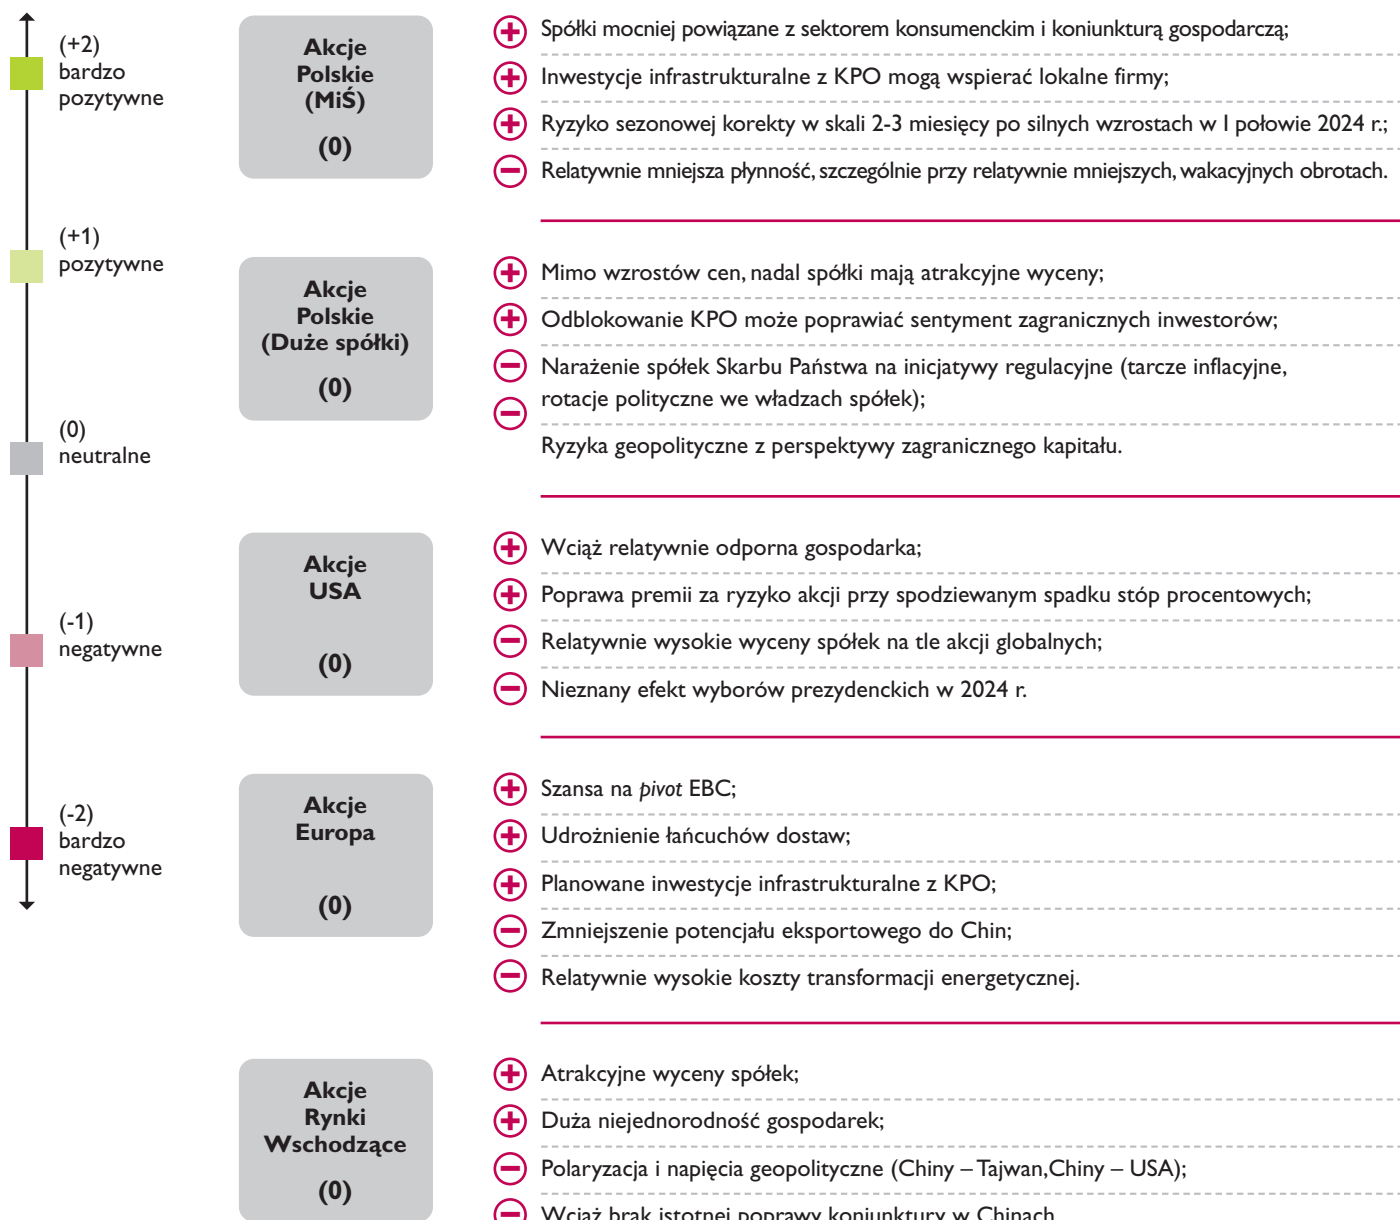 (+2)
bardzo
pozytywne
(+1)
pozytywne
(0)
neutralne
(-1)
negatywne
(-2)
bardzo
negatywne
Akcje
Polskie
(MiŚ)
(0)
Spółki mocniej powiązane z sektorem konsumenckim i koniunkturą gospodarczą;
Inwestycje infrastrukturalne z KPO mogą wspierać lokalne firmy;
Ryzyko sezonowej korekty w skali 2-3 miesięcy po silnych wzrostach w I połowie 2024 r.;
Relatywnie mniejsza płynność, szczególnie przy relatywnie mniejszych, wakacyjnych obrotach.
Akcje
Polskie
(Duże spółki)
(0)
Mimo wzrostów cen, nadal spółki mają atrakcyjne wyceny;
Odblokowanie KPO może poprawiać sentyment zagranicznych inwestorów;
Narażenie spółek Skarbu Państwa na inicjatywy regulacyjne (tarcze inflacyjne,
rotacje polityczne we władzach spółek);
Ryzyka geopolityczne z perspektywy zagranicznego kapitału.
Akcje
USA
(0)
Wciąż relatywnie odporna gospodarka;
Poprawa premii za ryzyko akcji przy spodziewanym spadku stóp procentowych;
Relatywnie wysokie wyceny spółek na tle akcji globalnych;
Nieznany efekt wyborów prezydenckich w 2024 r.
Akcje
Europa
(0)
Szansa na pivot EBC;
Udrożnienie łańcuchów dostaw;
Planowane inwestycje infrastrukturalne z KPO;
Zmniejszenie potencjału eksportowego do Chin;
Relatywnie wysokie koszty transformacji energetycznej.
Akcje
Rynki
Wschodzące
(0)
Atrakcyjne wyceny spółek;
Duża niejednorodność gospodarek;
Polaryzacja i napięcia geopolityczne (Chiny – Tajwan,Chiny – USA);
Wciąż brak istotnej poprawy koniunktury w Chinach